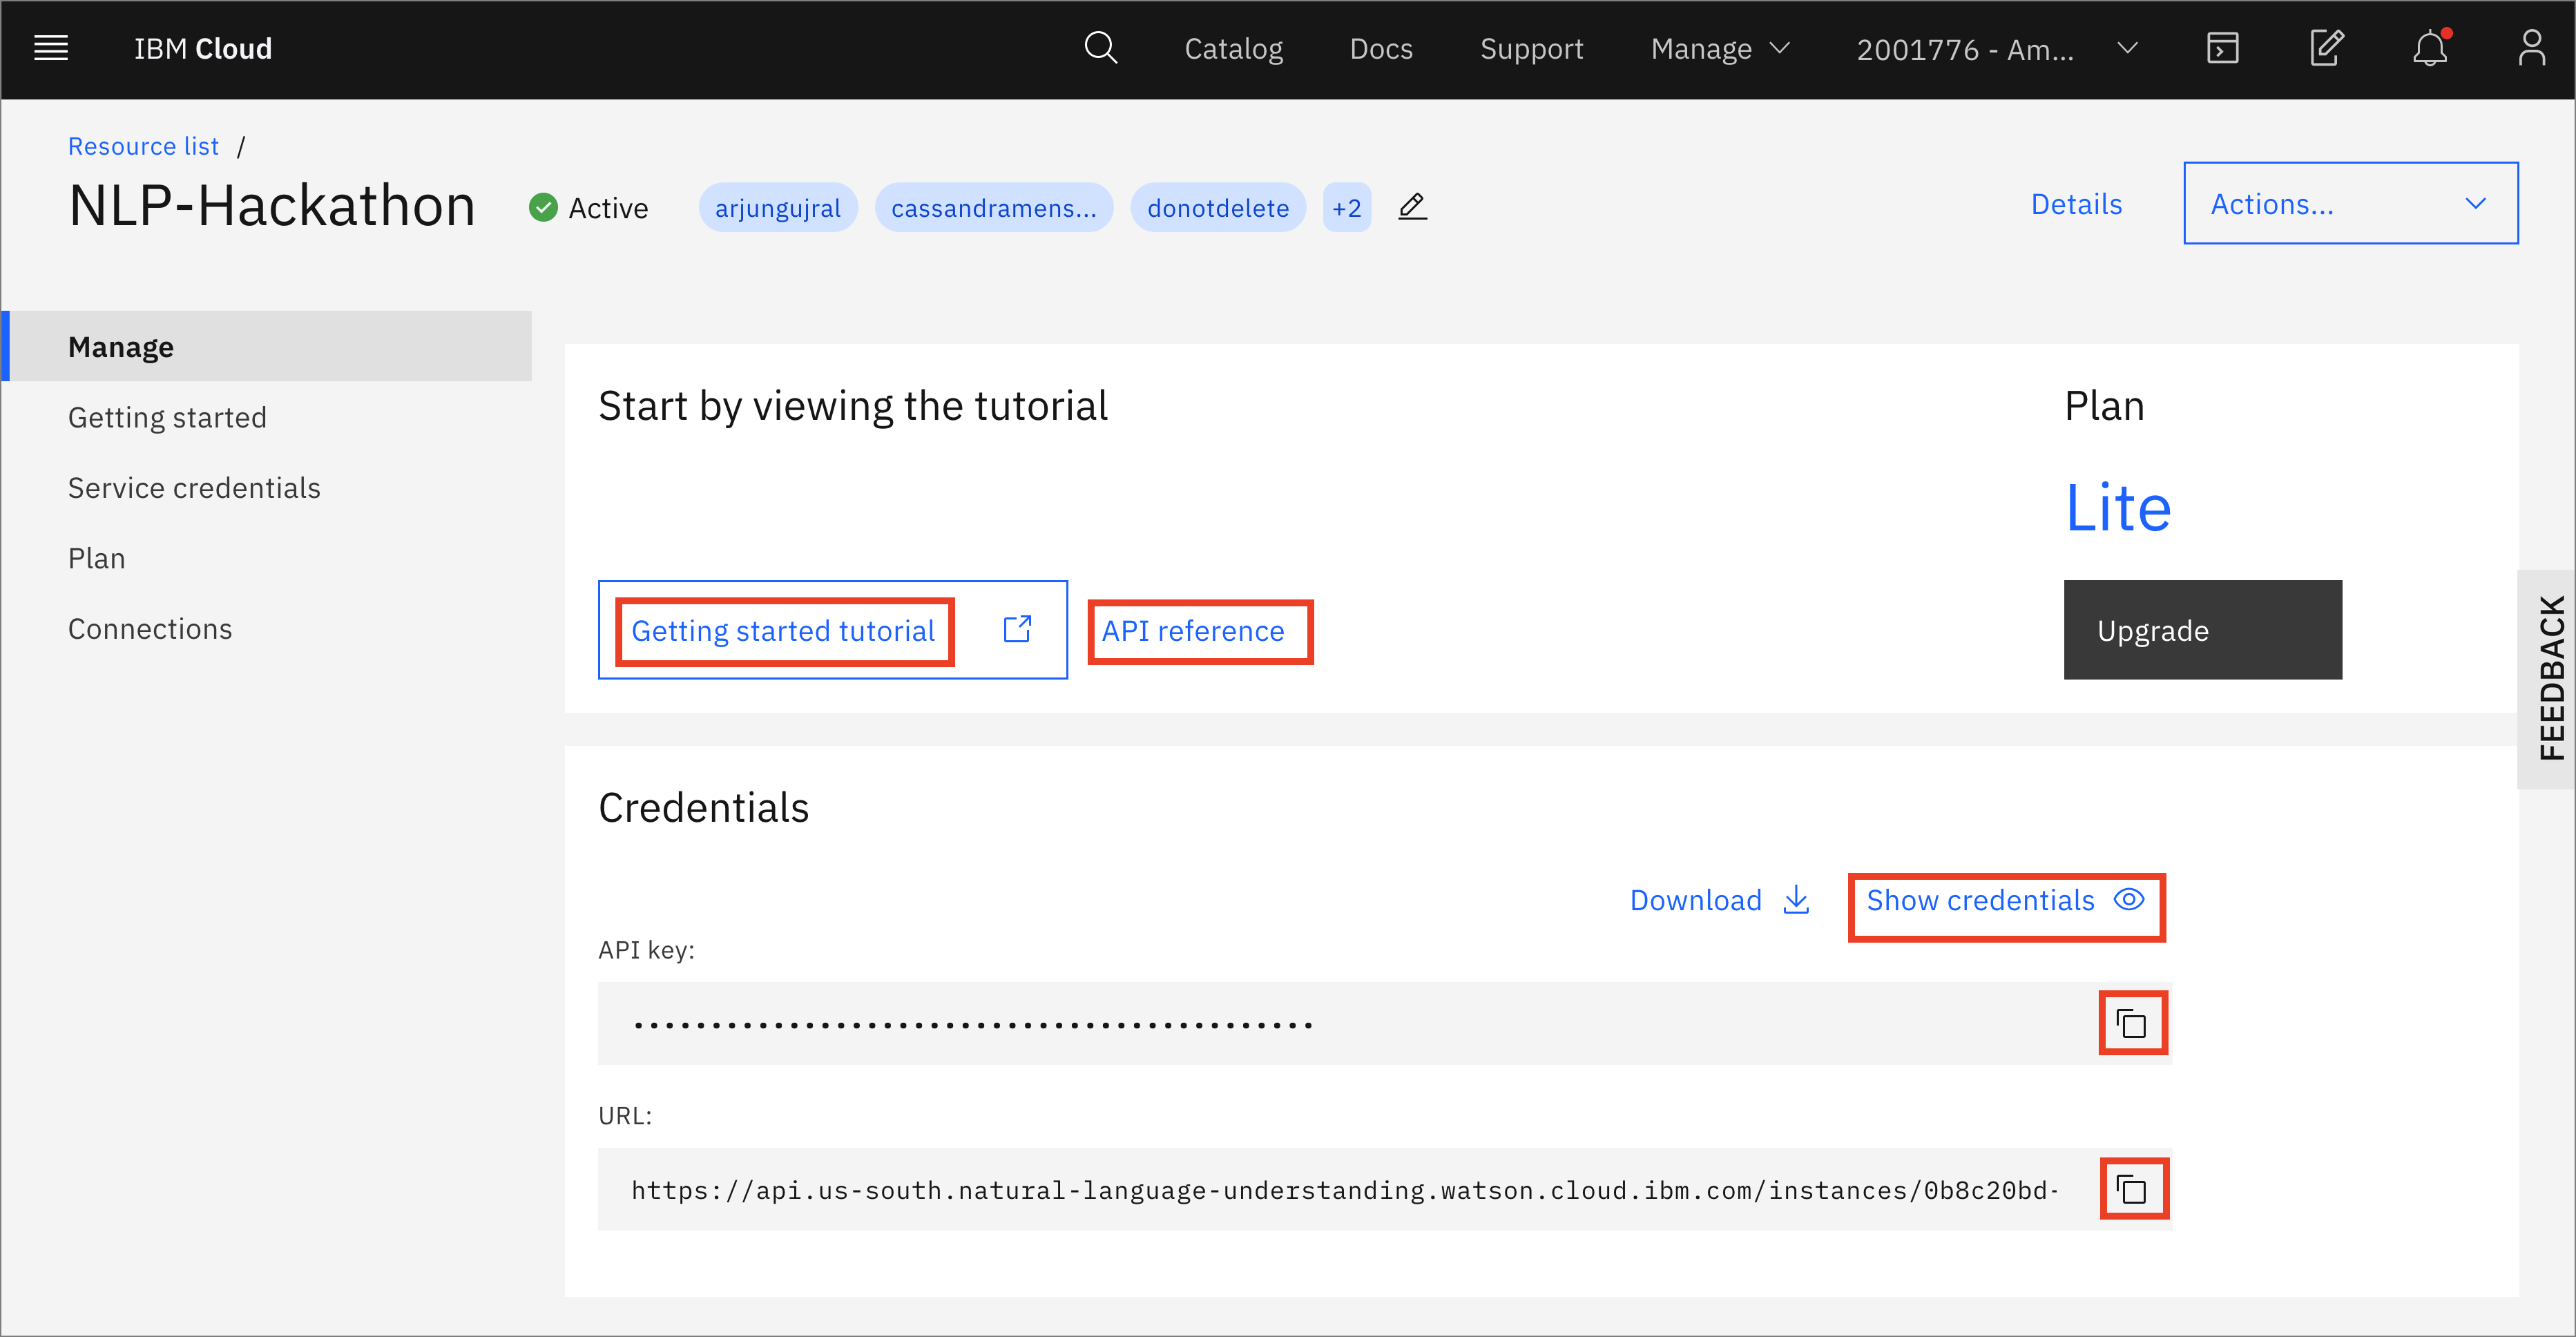 IBM Cloud
Catalog
Docs
Support
Manage
2001776 - Am...
Resource list /
NLP-Hackathon
Active
arjungujral
cassandramens...
donotdelete
+2
Details
Actions...
Manage
Getting started
Service credentials
Plan
Connections
Start by viewing the tutorial
Plan
Lite
Getting started tutorial
API reference
Upgrade
FEEDBACK
Credentials
Download
Show credentials
API key:
URL:
https://api.us-south.natural-language-understanding.watson.cloud.ibm.com/instances/0b8c20bd-